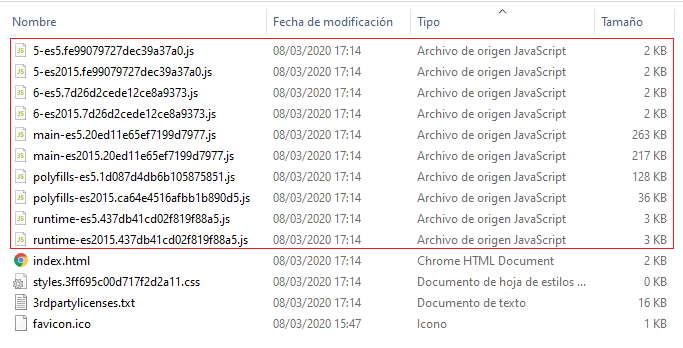 Nombre Fecha de modificación Tipo Tamaño
5-es5.fe99079727dec39a37a0.js 08/03/2020 17:14 Archivo de origen JavaScript 2 KB
5-es2015.fe99079727dec39a37a0.js 08/03/2020 17:14 Archivo de origen JavaScript 2 KB
6-es5.7d26d2cede12ce8a9373.js 08/03/2020 17:14 Archivo de origen JavaScript 2 KB
6-es2015.7d26d2cede12ce8a9373.js 08/03/2020 17:14 Archivo de origen JavaScript 2 KB
main-es5.20ed11e65ef7199d7977.js 08/03/2020 17:14 Archivo de origen JavaScript 263 KB
main-es2015.20ed11e65ef7199d7977.js 08/03/2020 17:14 Archivo de origen JavaScript 217 KB
polyfills-es5.1d087d4db6b105875851.js 08/03/2020 17:14 Archivo de origen JavaScript 128 KB
polyfills-es2015.ca64e4516afbb1b890d5.js 08/03/2020 17:14 Archivo de origen JavaScript 36 KB
runtime-es5.437db41cd02f819f88a5.js 08/03/2020 17:14 Archivo de origen JavaScript 3 KB
runtime-es2015.437db41cd02f819f88a5.js 08/03/2020 17:14 Archivo de origen JavaScript 3 KB
index.html 08/03/2020 17:14 Chrome HTML Document 2 KB
styles.3ff695c00d717f2d2a11.css 08/03/2020 17:14 Documento de hoja de estilos ... 0 KB
3rdpartylicenses.txt 08/03/2020 17:14 Documento de texto 16 KB
favicon.ico 08/03/2020 15:47 Icono 1 KB